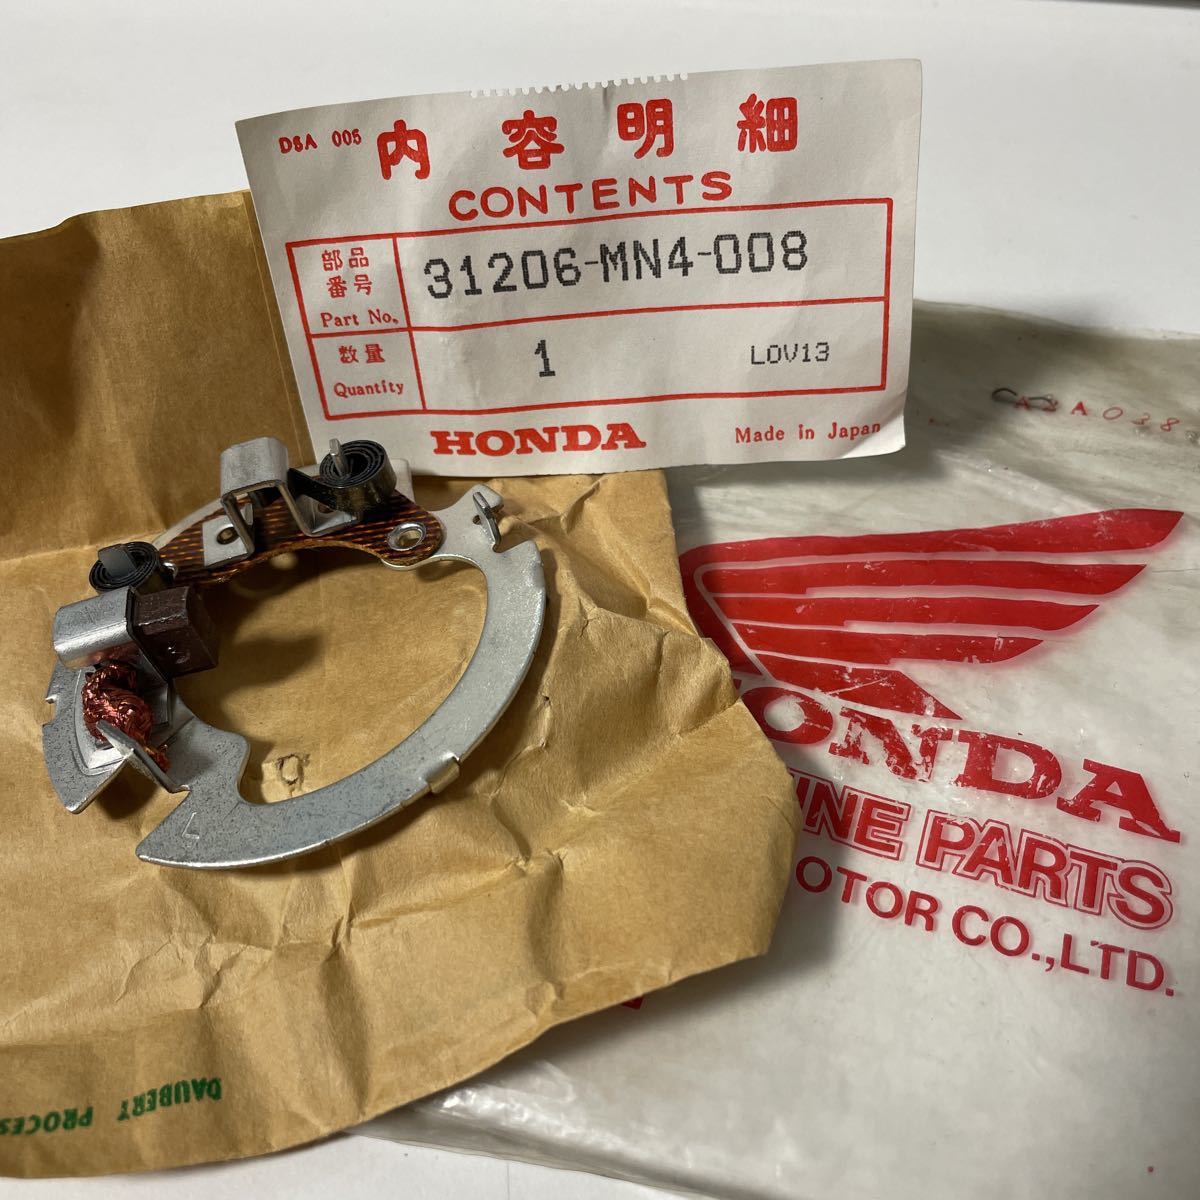 DSA 005
内容明細
CONTENTS
部品
番号
Part No.
31206-MN4-008
数量
Quantity
1
LOV13
HONDA
Made in Japan
HONDA
INE PARTS
OTOR CO.,LTD.
DAUBERT PROCES